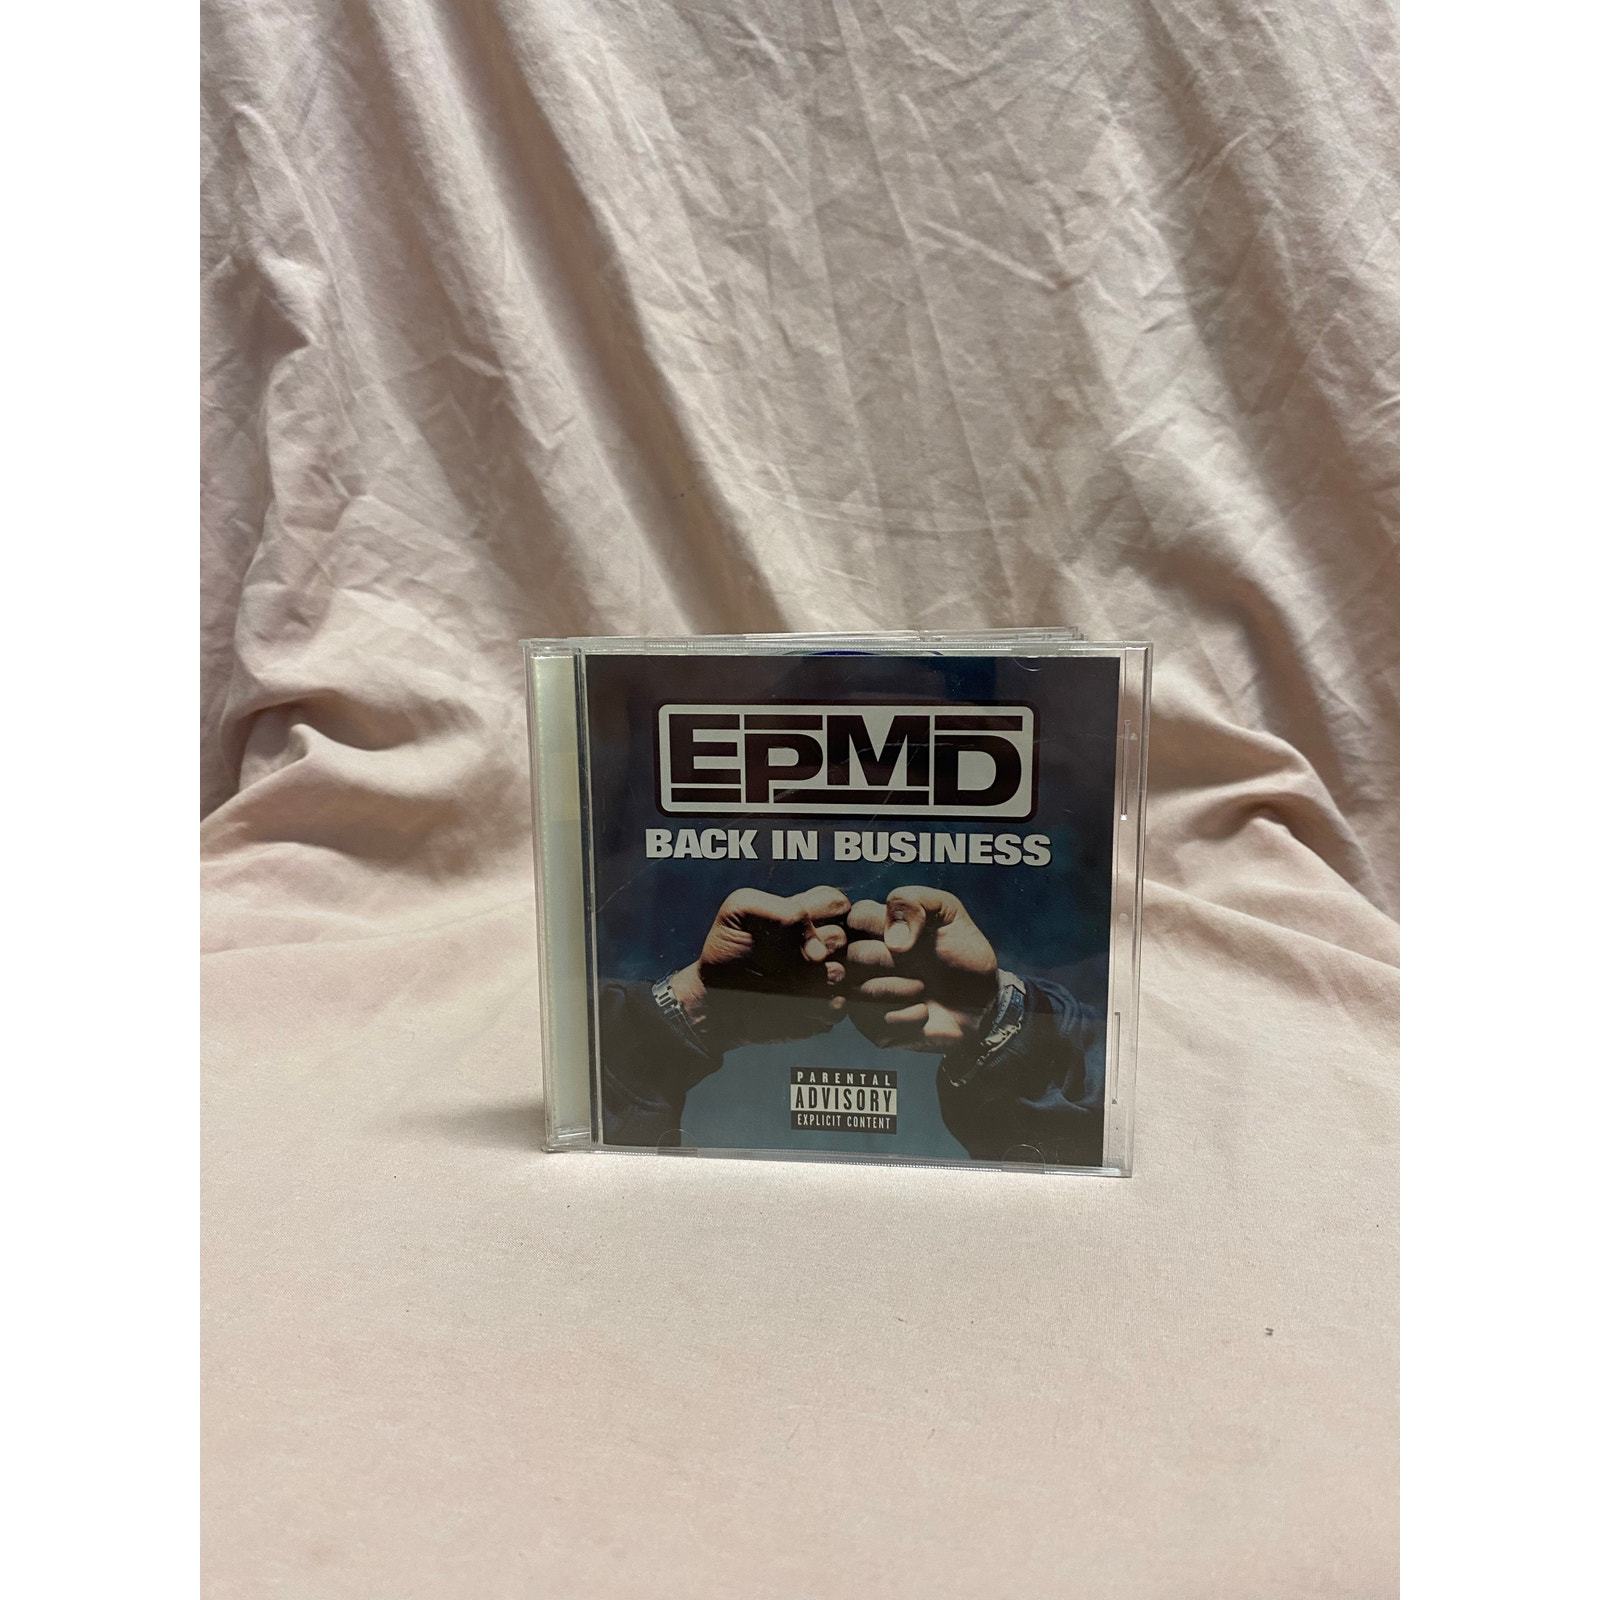 EPMD
BACK IN BUSINESS
PARENTAL
ADVISORY
EXPLICIT CONTENT